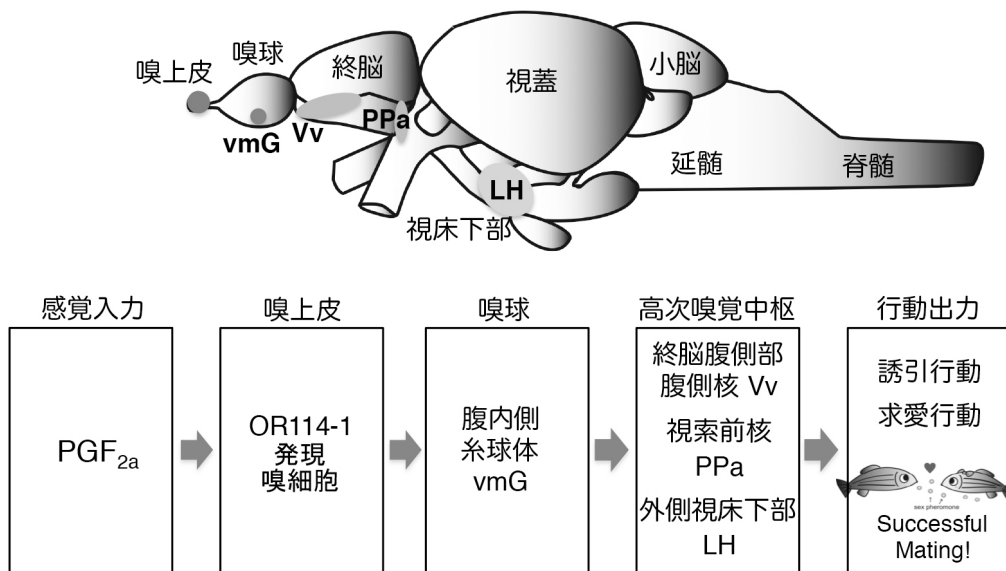 嗅上皮
嗅球
終脳
視蓋
小脳
vmG
Vv
PPa
LH
視床下部
延髄
脊髄
感覚入力
嗅上皮
嗅球
高次嗅覚中枢
行動出力
PGF2a
OR114-1
発現
嗅細胞
腹内側
糸球体
vmG
終脳腹側部
腹側核 Vv
視索前核
PPa
外側視床下部
LH
誘引行動
求愛行動
sex pheromone
Successful
Mating!